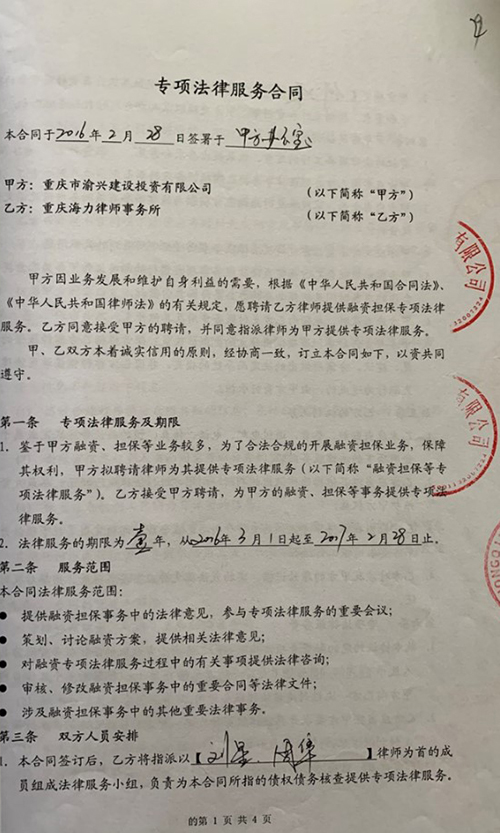 专项法律服务合同
本合同于2016年2月28日签署于
甲方：重庆市渝兴建设投资有限公司 （以下简称“甲方”）
乙方：重庆海力律师事务所 （以下简称“乙方”）
有限公司
甲方因业务发展和维护自身利益的需要，根据《中华人民共和国合同法》、
《中华人民共和国律师法》的有关规定，愿聘请乙方律师提供融资担保专项法律
服务。乙方同意接受甲方的聘请，并同意指派律师为甲方提供专项法律服务。
甲、乙双方本着诚实信用的原则，经协商一致，订立本合同如下，以资共同
遵守。
有限公司
第一条 专项法律服务及期限
1．鉴于甲方融资、担保等业务较多，为了合法合规的开展融资担保业务，保障
其权利，甲方拟聘请律师为其提供专项法律服务（以下简称“融资担保等专
项法律服务”）。乙方接受甲方聘请，为甲方的融资、担保等事务提供专项法
律服务。
2．法律服务的期限为壹年，从2016年3月1日起至2017年2月28日止。
第二条 服务范围
本合同法律服务范围：
● 提供融资担保事务中的法律意见，参与专项法律服务的重要会议；
● 策划、讨论融资方案，提供相关法律意见；
● 对融资专项法律服务过程中的有关事项提供法律咨询；
● 审核、修改融资担保事务中的重要合同等法律文件；
● 涉及融资担保事务中的其他重要法律事务。
第三条 双方人员安排
1．本合同签订后，乙方将指派以【 】律师为首的成
员组成法律服务小组，负责为本合同所指的债权债务核查提供专项法律服务。
的第 1 页 共 4 页